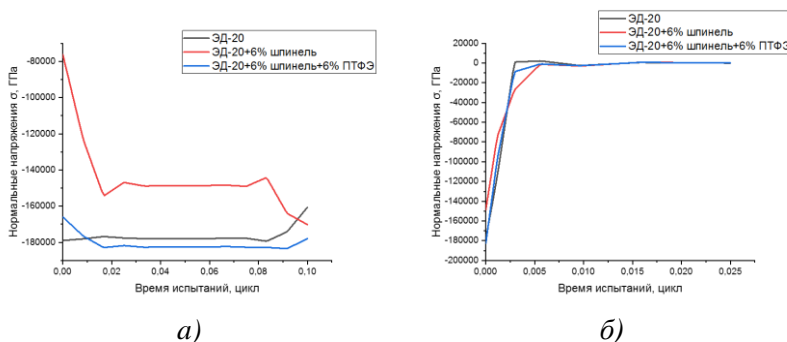 ЭД-20
ЭД-20+6% шпинель
ЭД-20+6% шпинель+6% ПТФЭ
Нормальные напряжения σ, ГПа
-80000
-100000
-120000
-140000
-160000
-180000
0,00
0,02
0,04
0,06
0,08
0,10
Время испытаний, цикл
а)
ЭД-20
ЭД-20+6% шпинель
ЭД-20+6% шпинель+6% ПТФЭ
Нормальные напряжения σ, ГПа
20000
0
-20000
-40000
-60000
-80000
-100000
-120000
-140000
-160000
-180000
-200000
0,000
0,005
0,010
0,015
0,020
0,025
Время испытаний, цикл
б)